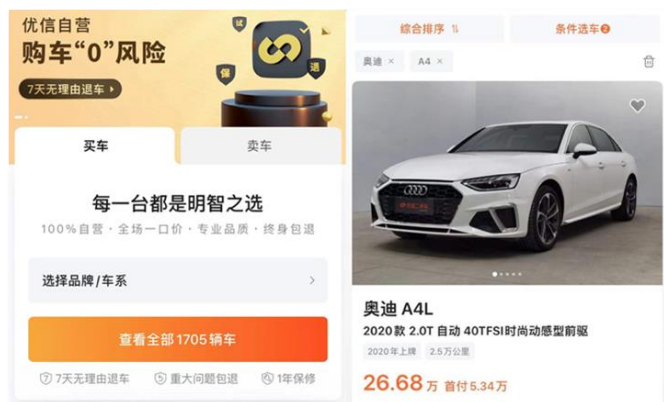 优信自营
购车“0”风险
7天无理由退车
试
保
退
买车
卖车
每一台都是明智之选
100%自营·全场一口价·专业品质·终身包退
选择品牌/车系
查看全部1705辆车
7天无理由退车
重大问题包退
1年保修
综合排序
条件选车2
奥迪 ×
A4 ×
奥迪 A4L
2020款 2.0T 自动 40TFSI时尚动感型前驱
2020年上牌
2.5万公里
26.68万 首付5.34万